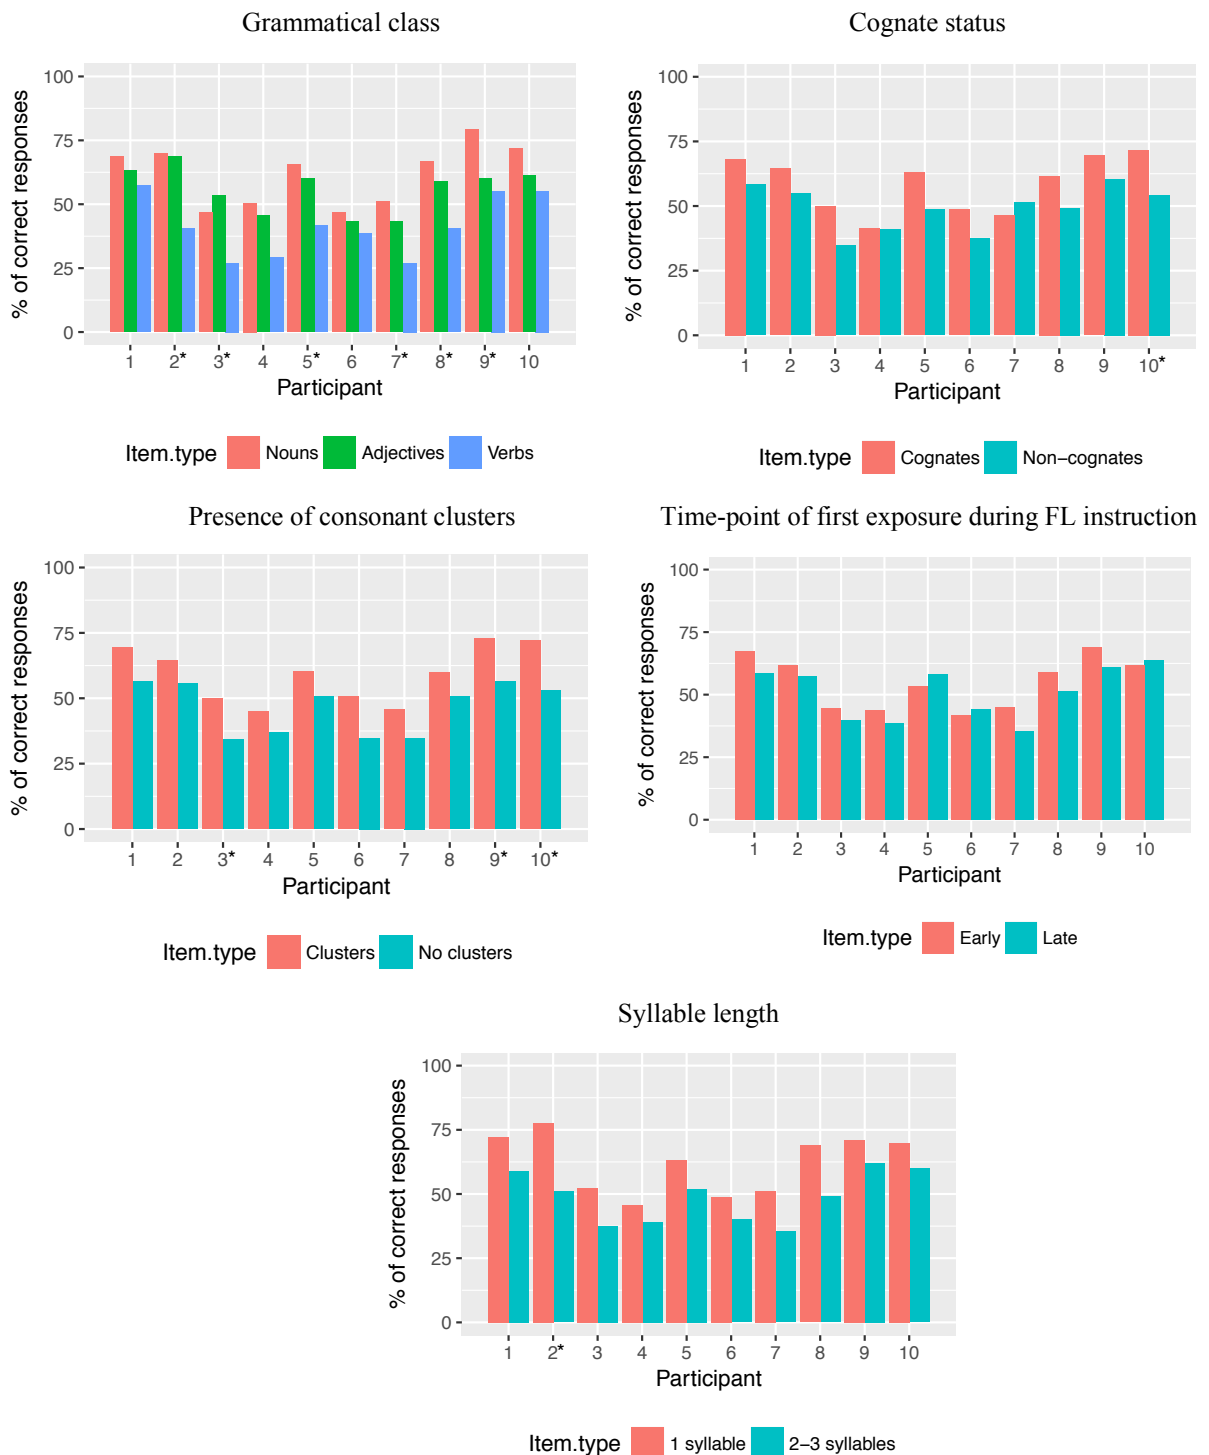 Grammatical class
% of correct responses
100
75
50
25
0
1 2* 3* 4 5* 6 7* 8* 9* 10
Participant
Item.type Nouns Adjectives Verbs
Cognate status
% of correct responses
100
75
50
25
0
1 2 3 4 5 6 7 8 9 10*
Participant
Item.type Cognates Non-cognates
Presence of consonant clusters
% of correct responses
100
75
50
25
0
1 2 3* 4 5 6 7 8 9* 10*
Participant
Item.type Clusters No clusters
Time-point of first exposure during FL instruction
% of correct responses
100
75
50
25
0
1 2 3 4 5 6 7 8 9 10
Participant
Item.type Early Late
Syllable length
% of correct responses
100
75
50
25
0
1 2* 3 4 5 6 7 8 9 10
Participant
Item.type 1 syllable 2-3 syllables